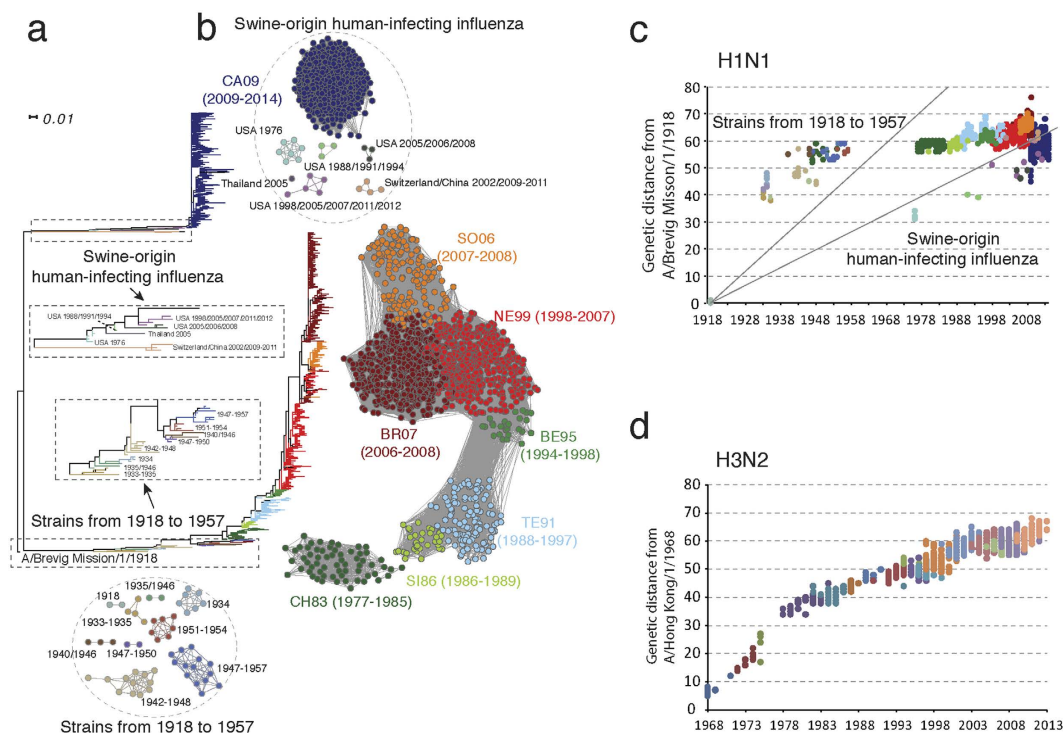 a
0.01
Swine-origin
human-infecting influenza
USA 1988/1991/1994
USA 1998/2005/2007/2011/2012
USA 2005/2006/2008
Thailand 2005
USA 1976
Switzerland/China 2002/2009-2011
1947-1957
1951-1954
1940/1946
1947-1950
1942-1948
1934
1935/1946
1933-1935
Strains from 1918 to 1957
A/Brevig Mission/1/1918
1935/1946
1918
1934
1933-1935
1951-1954
1940/1946
1947-1950
1947-1957
1942-1948
Strains from 1918 to 1957
b
Swine-origin human-infecting influenza
CA09
(2009-2014)
USA 1976
USA 2005/2006/2008
USA 1988/1991/1994
Thailand 2005
Switzerland/China 2002/2009-2011
USA 1998/2005/2007/2011/2012
SO06
(2007-2008)
NE99 (1998-2007)
BR07
(2006-2008)
BE95
(1994-1998)
TE91
(1988-1997)
SI86 (1986-1989)
CH83 (1977-1985)
c
H1N1
Genetic distance from
A/Brevig Misson/1/1918
80
70
60
50
40
30
20
10
0
Strains from 1918 to 1957
Swine-origin
human-infecting influenza
1918 1928 1938 1948 1958 1968 1978 1988 1998 2008
d
H3N2
Genetic distance from
A/Hong Kong/1/1968
80
70
60
50
40
30
20
10
0
1968 1973 1978 1983 1988 1993 1998 2003 2008 2013